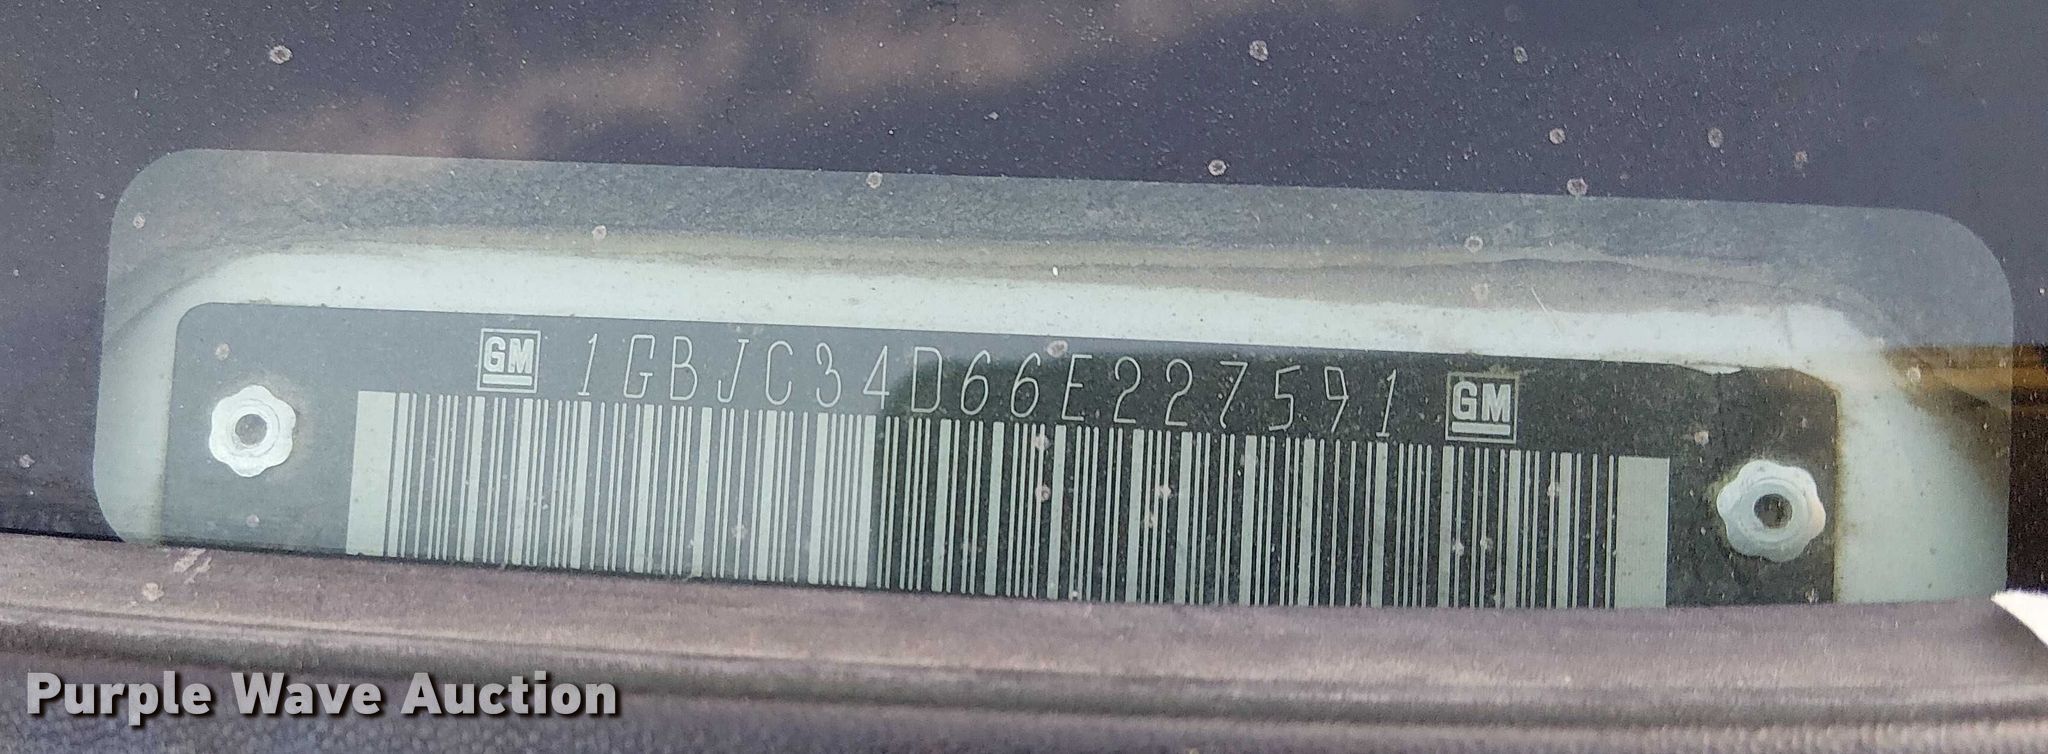 GM 1GBJC34D66E227591 GM
Purple Wave Auction